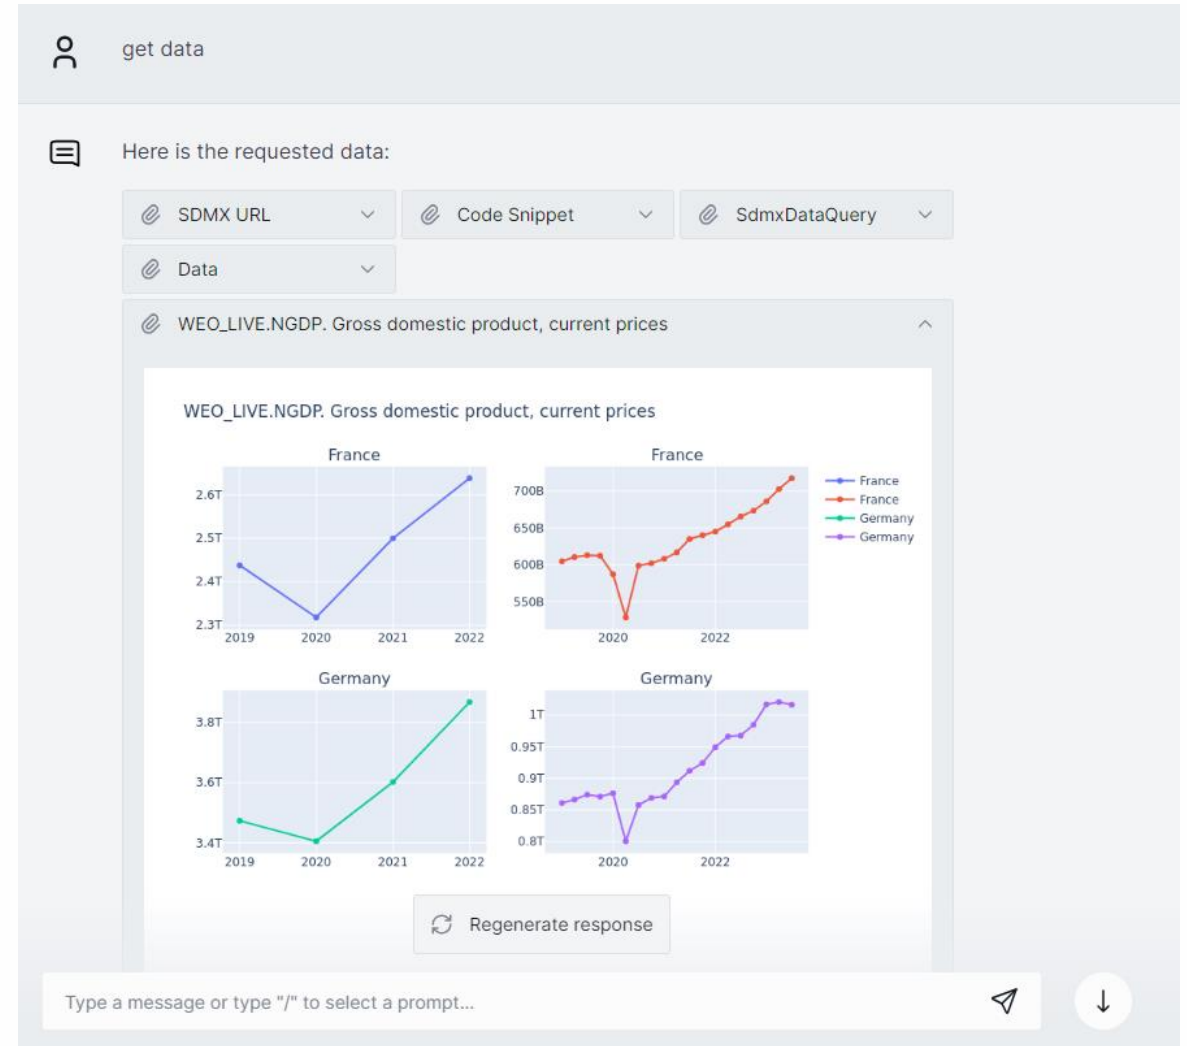 get data
Here is the requested data:
SDMX URL
Code Snippet
SdmxDataQuery
Data
WEO_LIVE.NGDP. Gross domestic product, current prices
WEO_LIVE.NGDP. Gross domestic product, current prices
France
2.6T
2.5T
2.4T
2.3T
2019 2020 2021 2022
France
700B
650B
600B
550B
2020 2022
France
France
Germany
Germany
Germany
3.8T
3.6T
3.4T
2019 2020 2021 2022
Germany
1T
0.95T
0.9T
0.85T
0.8T
2020 2022
Regenerate response
Type a message or type "/" to select a prompt...